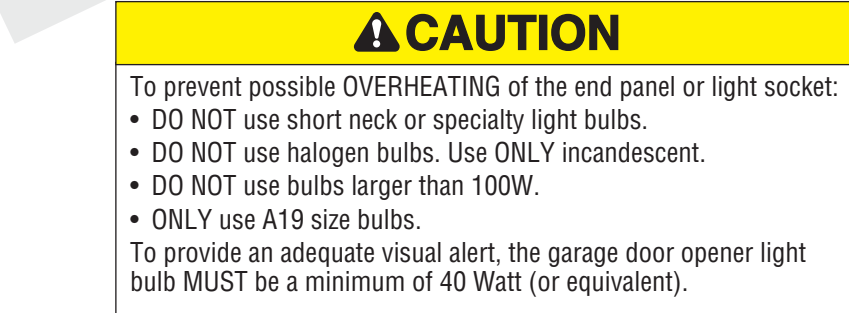 CAUTION
To prevent possible OVERHEATING of the end panel or light socket:
• DO NOT use short neck or specialty light bulbs.
• DO NOT use halogen bulbs. Use ONLY incandescent.
• DO NOT use bulbs larger than 100W.
• ONLY use A19 size bulbs.
To provide an adequate visual alert, the garage door opener light
bulb MUST be a minimum of 40 Watt (or equivalent).